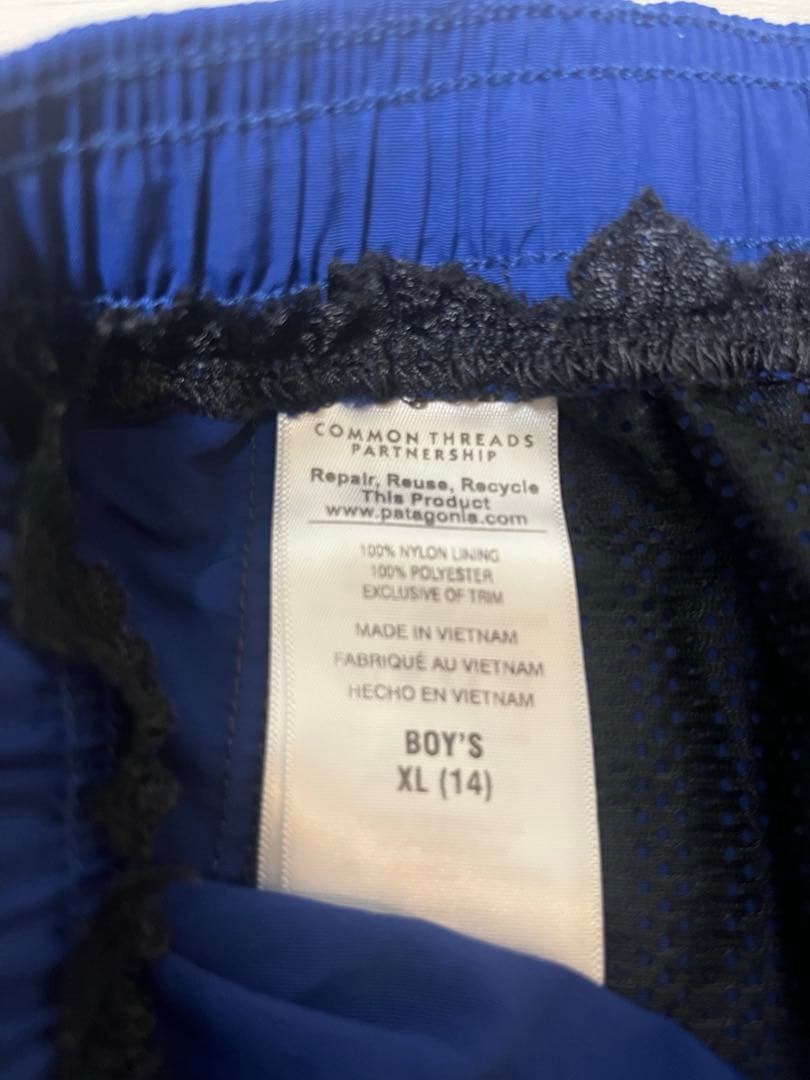 COMMON THREADS
PARTNERSHIP
Repair, Reuse, Recycle
This Product
www.patagonia.com
100% NYLON LINING
100% POLYESTER
EXCLUSIVE OF TRIM
MADE IN VIETNAM
FABRIQUÉ AU VIETNAM
HECHO EN VIETNAM
BOY'S
XL (14)